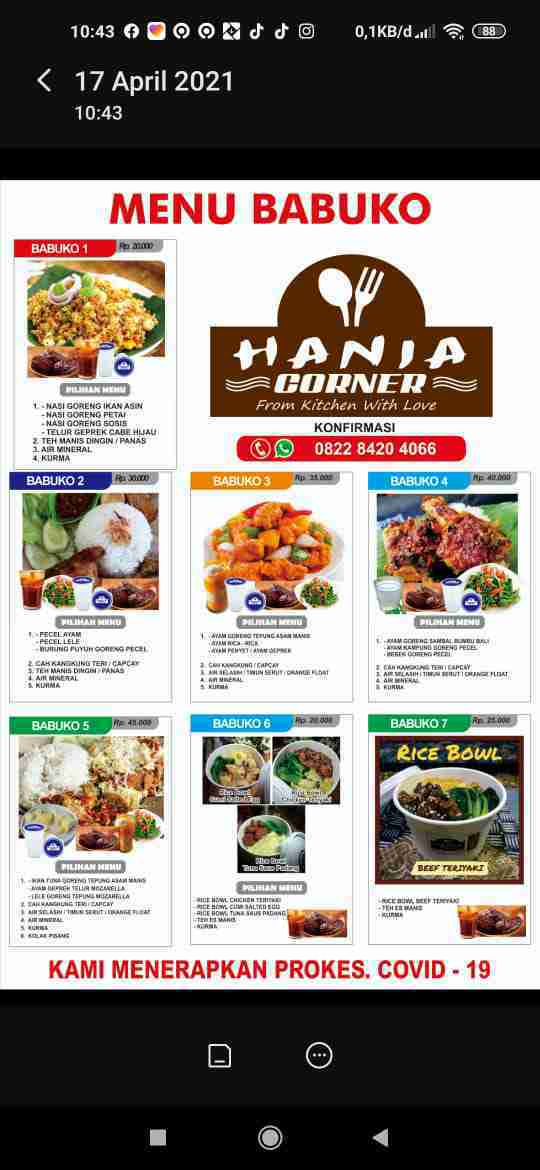 10:43
0,1KB/d
88
17 April 2021
10:43
MENU BABUKO
BABUKO 1 Rp. 20.000
PILIHAN MENU
1. - NASI GORENG IKAN ASIN
- NASI GORENG PETAI
- NASI GORENG SOSIS
- TELUR GEPREK CABE HIJAU
2. TEH MANIS DINGIN / PANAS
3. AIR MINERAL
4. KURMA
HANIA
CORNER
From Kitchen With Love
KONFIRMASI
0822 8420 4066
BABUKO 2 Rp. 30.000
PILIHAN MENU
1. - PECEL AYAM
- PECEL LELE
- BURUNG PUYUH GORENG PECEL
2. CAH KANGKUNG TERI / CAPCAY
3. TEH MANIS DINGIN / PANAS
4. AIR MINERAL
5. KURMA
BABUKO 3 Rp. 35.000
PILIHAN MENU
1. - AYAM GORENG TEPUNG ASAM MANIS
- AYAM RICA - RICA
- AYAM PENYET / AYAM GEPREK
2. CAH KANGKUNG / CAPCAY
3. AIR SELASIH / TIMUN SERUT / ORANGE FLOAT
4. AIR MINERAL
5. KURMA
BABUKO 4 Rp. 40.000
PILIHAN MENU
1. - AYAM GORENG SAMBAL BUMBU BALI
- AYAM KAMPUNG GORENG PECEL
- BEBEK GORENG PECEL
2. CAH KANGKUNG TERI / CAPCAY
3. AIR SELASIH / TIMUN SERUT / ORANGE FLOAT
4. AIR MINERAL
5. KURMA
BABUKO 5 Rp. 45.000
PILIHAN MENU
1. - IKAN TUNA GORENG TEPUNG ASAM MANIS
- AYAM GEPREK TELUR MOZARELLA
- LELE GORENG TEPUNG MOZARELLA
2. CAH KANGKUNG TERI / CAPCAY
3. AIR SELASIH / TIMUN SERUT / ORANGE FLOAT
4. AIR MINERAL
5. KURMA
6. KOLAK PISANG
BABUKO 6 Rp. 20.000
Rice Bowl
Rice Bowl
Chicken Teriyaki
Rice Bowl
Tuna Saus Padang
PILIHAN MENU
- RICE BOWL CHICKEN TERIYAKI
- RICE BOWL CUMI SALTED EGG
- RICE BOWL TUNA SAUS PADANG
- TEH ES MANIS
- KURMA
BABUKO 7 Rp. 25.000
RICE BOWL
BEEF TERIYAKI
- RICE BOWL BEEF TERIYAKI
- TEH ES MANIS
- KURMA
KAMI MENERAPKAN PROKES. COVID - 19